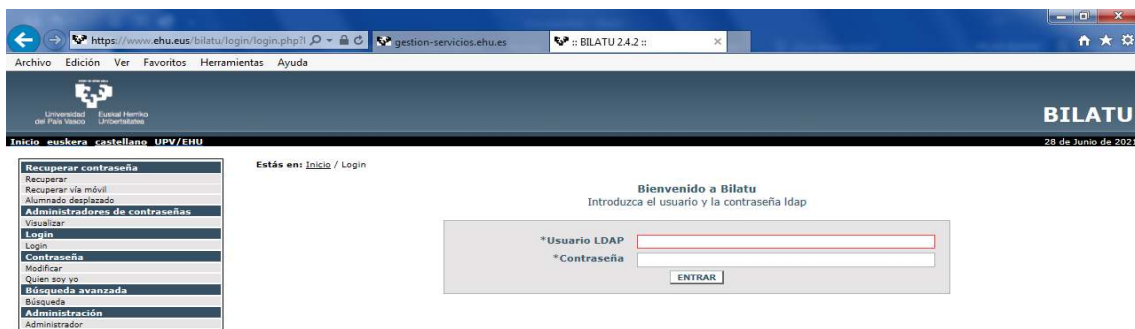 https://www.ehu.eus/bilatu/login/login.php?l
gestion-servicios.ehu.es
:: BILATU 2.4.2 ::
Archivo Edición Ver Favoritos Herramientas Ayuda
Universidad del País Vasco
Euskal Herriko Unibertsitatea
BILATU
Inicio euskera castellano UPV/EHU
28 de Junio de 2021
Recuperar contraseña
Recuperar
Recuperar vía móvil
Alumnado desplazado
Administradores de contraseñas
Visualizar
Login
Login
Contraseña
Modificar
Quien soy yo
Búsqueda avanzada
Búsqueda
Administración
Administrador
Estás en: Inicio / Login
Bienvenido a Bilatu
Introduzca el usuario y la contraseña ldap
*Usuario LDAP
*Contraseña
ENTRAR